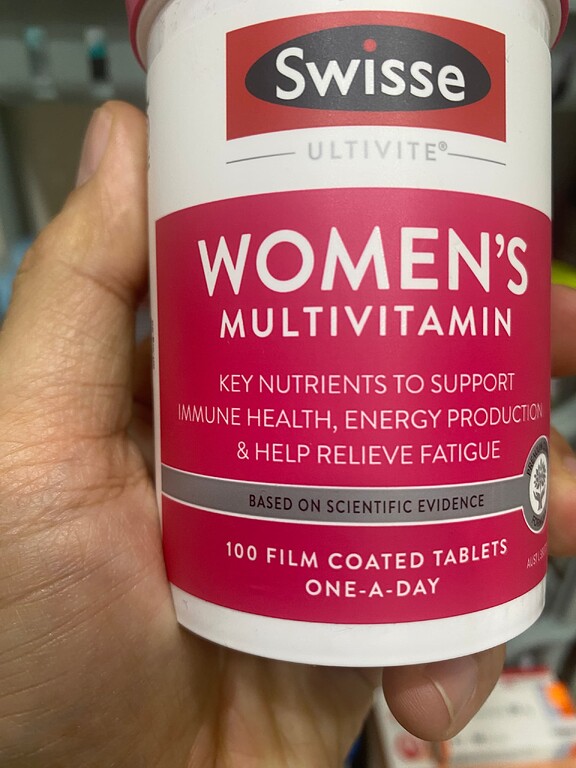 Swisse
ULTIVITE®
WOMEN'S
MULTIVITAMIN
KEY NUTRIENTS TO SUPPORT
IMMUNE HEALTH, ENERGY PRODUCTION
& HELP RELIEVE FATIGUE
BASED ON SCIENTIFIC EVIDENCE
100 FILM COATED TABLETS
ONE-A-DAY